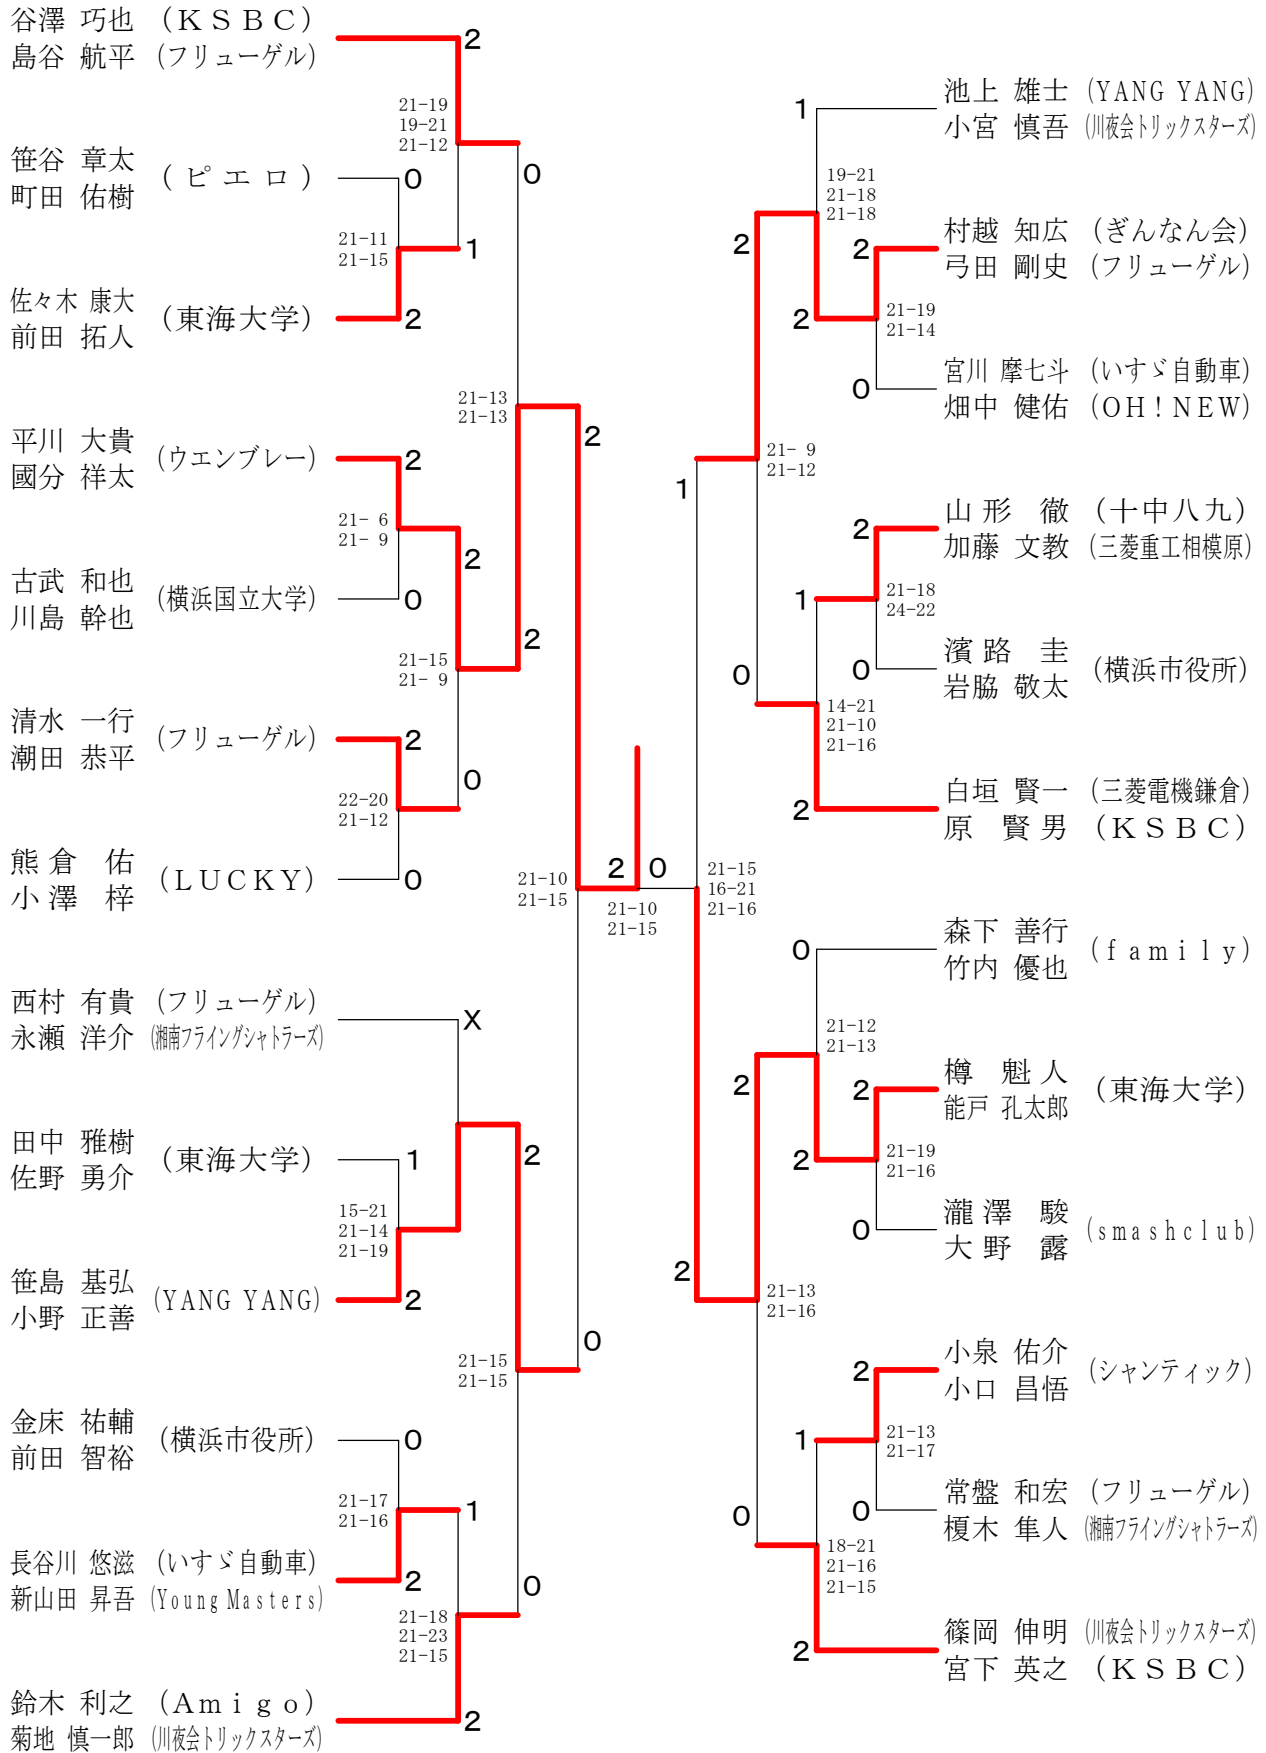 谷澤 巧也 (ＫＳＢＣ)
島谷 航平 (フリューゲル)
2
21-19
19-21
21-12
0
笹谷 章太
町田 佑樹
(ピエロ)
0
21-11
21-15
1
佐々木 康大
前田 拓人
(東海大学)
2
21-13
21-13
2
平川 大貴
國分 祥太
(ウエンブレー)
2
21- 6
21- 9
2
古武 和也
川島 幹也
(横浜国立大学)
0
21-15
21- 9
2
清水 一行
潮田 恭平
(フリューゲル)
2
22-20
21-12
0
熊倉 佑
小澤 梓
(LUCKY)
0
21-10
21-15
2
0
21-10
21-15
西村 有貴 (フリューゲル)
永瀬 洋介 (湘南フライングシャトラーズ)
X
田中 雅樹
佐野 勇介
(東海大学)
1
2
15-21
21-14
21-19
笹島 基弘
小野 正善
(YANG YANG)
2
21-15
21-15
0
金床 祐輔
前田 智裕
(横浜市役所)
0
21-17
21-16
1
長谷川 悠滋 (いすゞ自動車)
新山田 昇吾 (Young Masters)
2
0
21-18
21-23
21-15
鈴木 利之 (Ａmigo)
菊地 慎一郎 (川夜会トリックスターズ)
2
池上 雄士 (YANG YANG)
小宮 慎吾 (川夜会トリックスターズ)
1
19-21
21-18
21-18
2
村越 知広 (ぎんなん会)
弓田 剛史 (フリューゲル)
2
2
21-19
21-14
宮川 摩七斗 (いすゞ自動車)
畑中 健佑 (OH!NEW)
0
21- 9
21-12
1
山形 徹 (十中八九)
加藤 文教 (三菱重工相模原)
2
1
21-18
24-22
濱路 圭
岩脇 敬太
(横浜市役所)
0
0
14-21
21-10
21-16
白垣 賢一 (三菱電機鎌倉)
原 賢男 (ＫＳＢＣ)
2
21-15
16-21
21-16
森下 善行
竹内 優也
(family)
0
21-12
21-13
2
樽 魁人
能戸 孔太郎
(東海大学)
2
2
21-19
21-16
瀧澤 駿
大野 露
(smashclub)
0
2
21-13
21-16
小泉 佑介
小口 昌悟
(シャンティック)
2
1
21-13
21-17
常盤 和宏 (フリューゲル)
榎木 隼人 (湘南フライングシャトラーズ)
0
0
18-21
21-16
21-15
篠岡 伸明 (川夜会トリックスターズ)
宮下 英之 (ＫＳＢＣ)
2